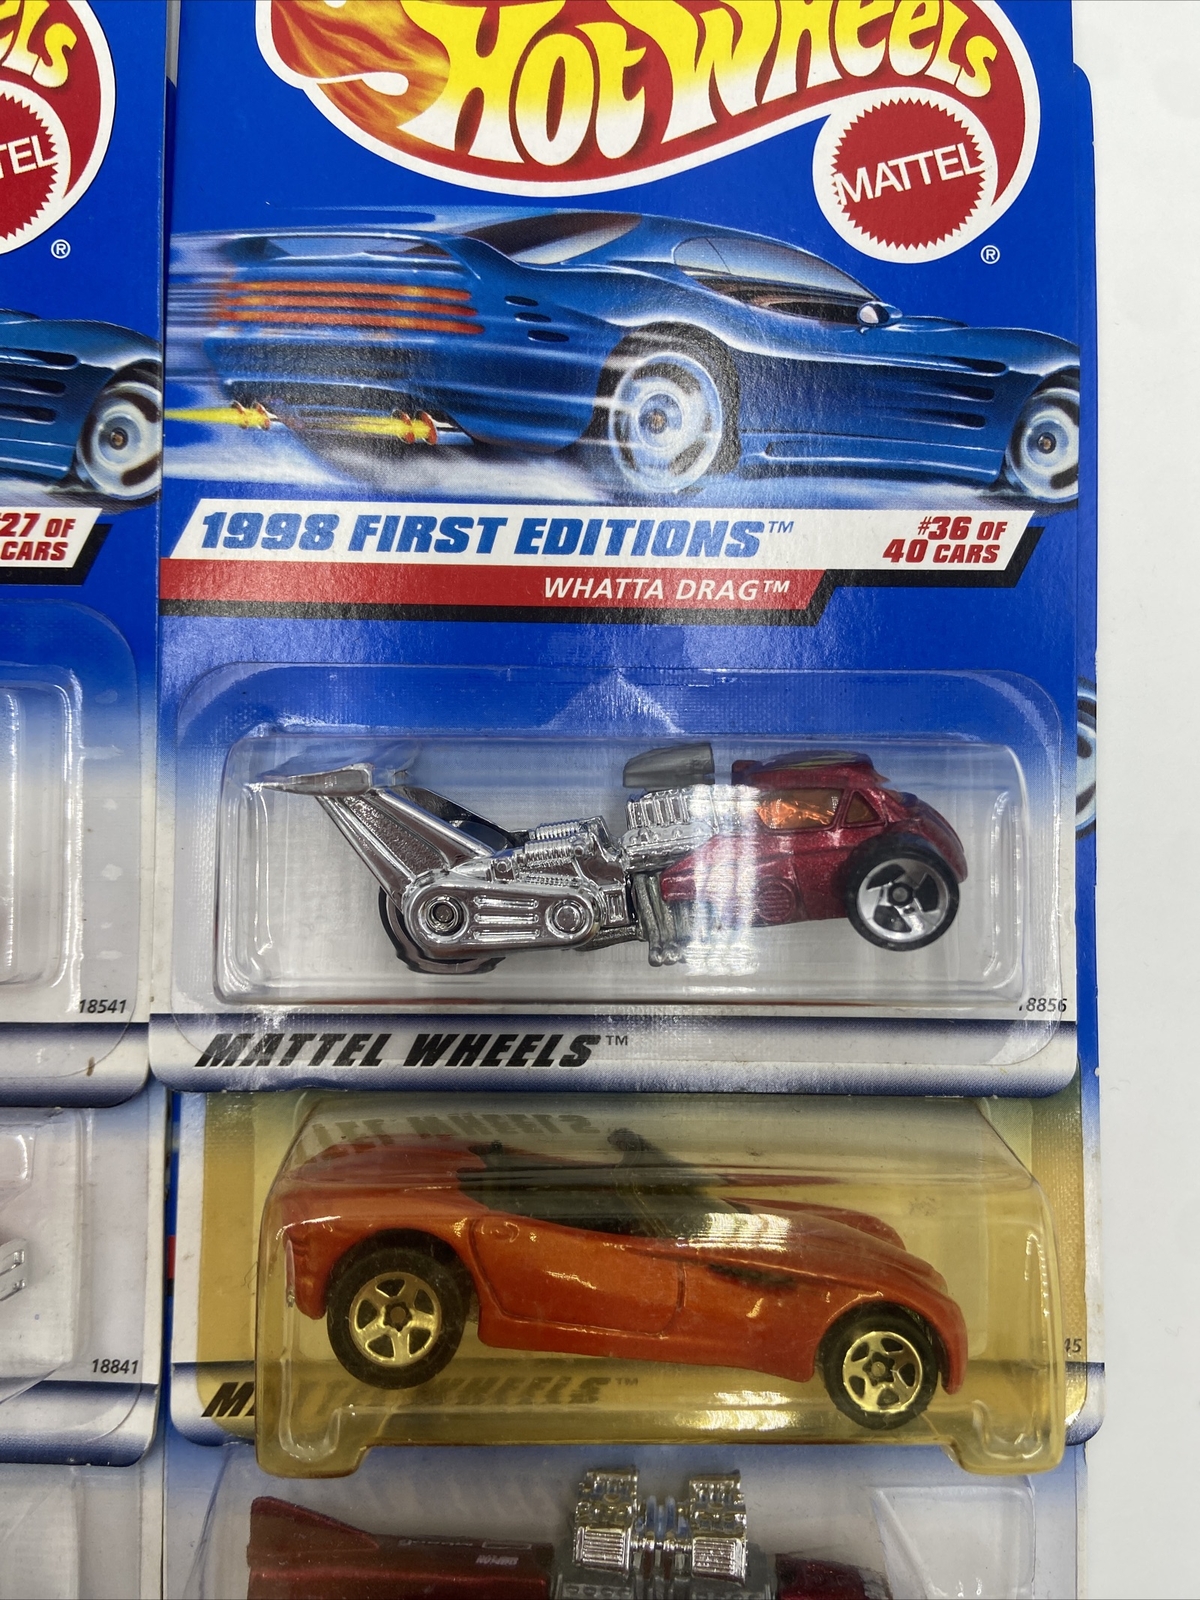 Hot Wheels
MATTEL
®
1998 FIRST EDITIONS™
#36 OF
40 CARS
WHATTA DRAG™
MATTEL WHEELS™
®
27 OF
CARS
18541
18841
MATTEL WHEELS™
45